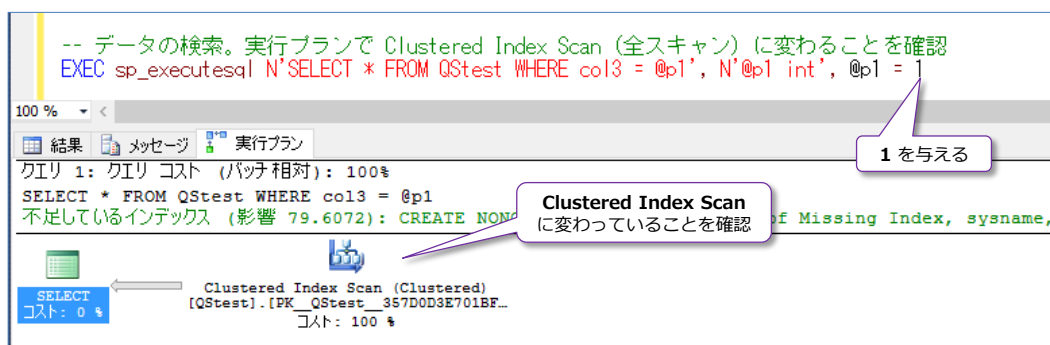 -- データの検索。実行プランで Clustered Index Scan (全スキャン) に変わることを確認
EXEC sp_executesql N'SELECT * FROM QStest WHERE col3 = @p1', N'@p1 int', @p1 = 1
1 を与える
100 %
結果 メッセージ 実行プラン
クエリ 1: クエリ コスト (バッチ相対): 100%
SELECT * FROM QStest WHERE col3 = @p1
不足しているインデックス (影響 79.6072): CREATE NONC of Missing Index, sysname,
Clustered Index Scan
に変わっていることを確認
SELECT
コスト: 0 %
Clustered Index Scan (Clustered)
[QStest].[PK__QStest__357D0D3E701BF…
コスト: 100 %